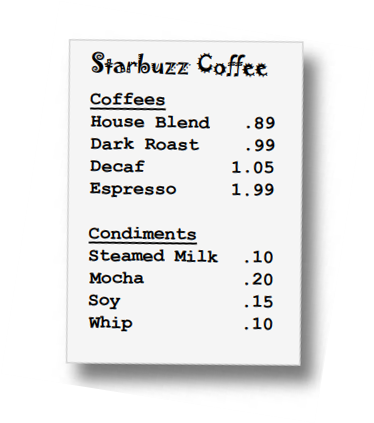 Starbuzz Coffee
Coffees
House Blend .89
Dark Roast .99
Decaf 1.05
Espresso 1.99
Condiments
Steamed Milk .10
Mocha .20
Soy .15
Whip .10